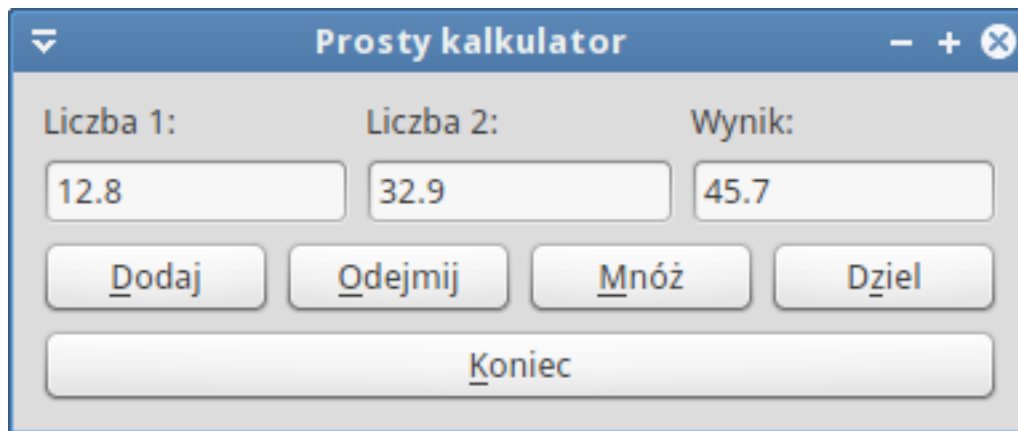 Prosty kalkulator
Liczba 1: Liczba 2: Wynik:
12.8 32.9 45.7
Dodaj Odejmij Mnóż Dziel
Koniec